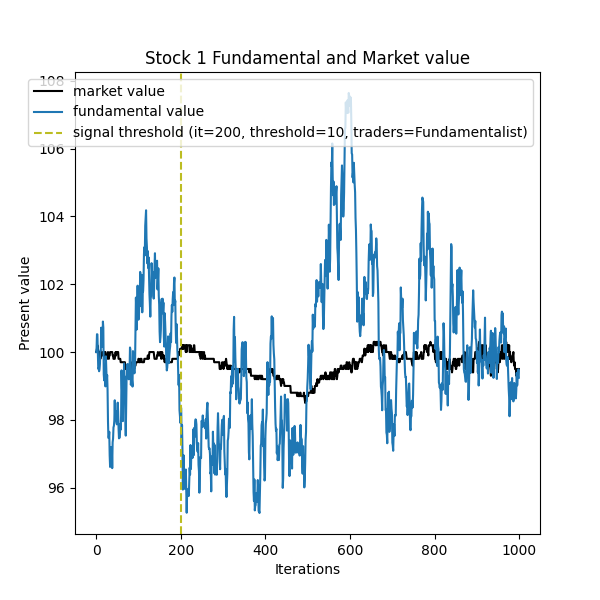 Stock 1 Fundamental and Market value
108
market value
fundamental value
signal threshold (it=200, threshold=10, traders=Fundamentalist)
106
104
102
100
98
96
Present value
0 200 400 600 800 1000
Iterations